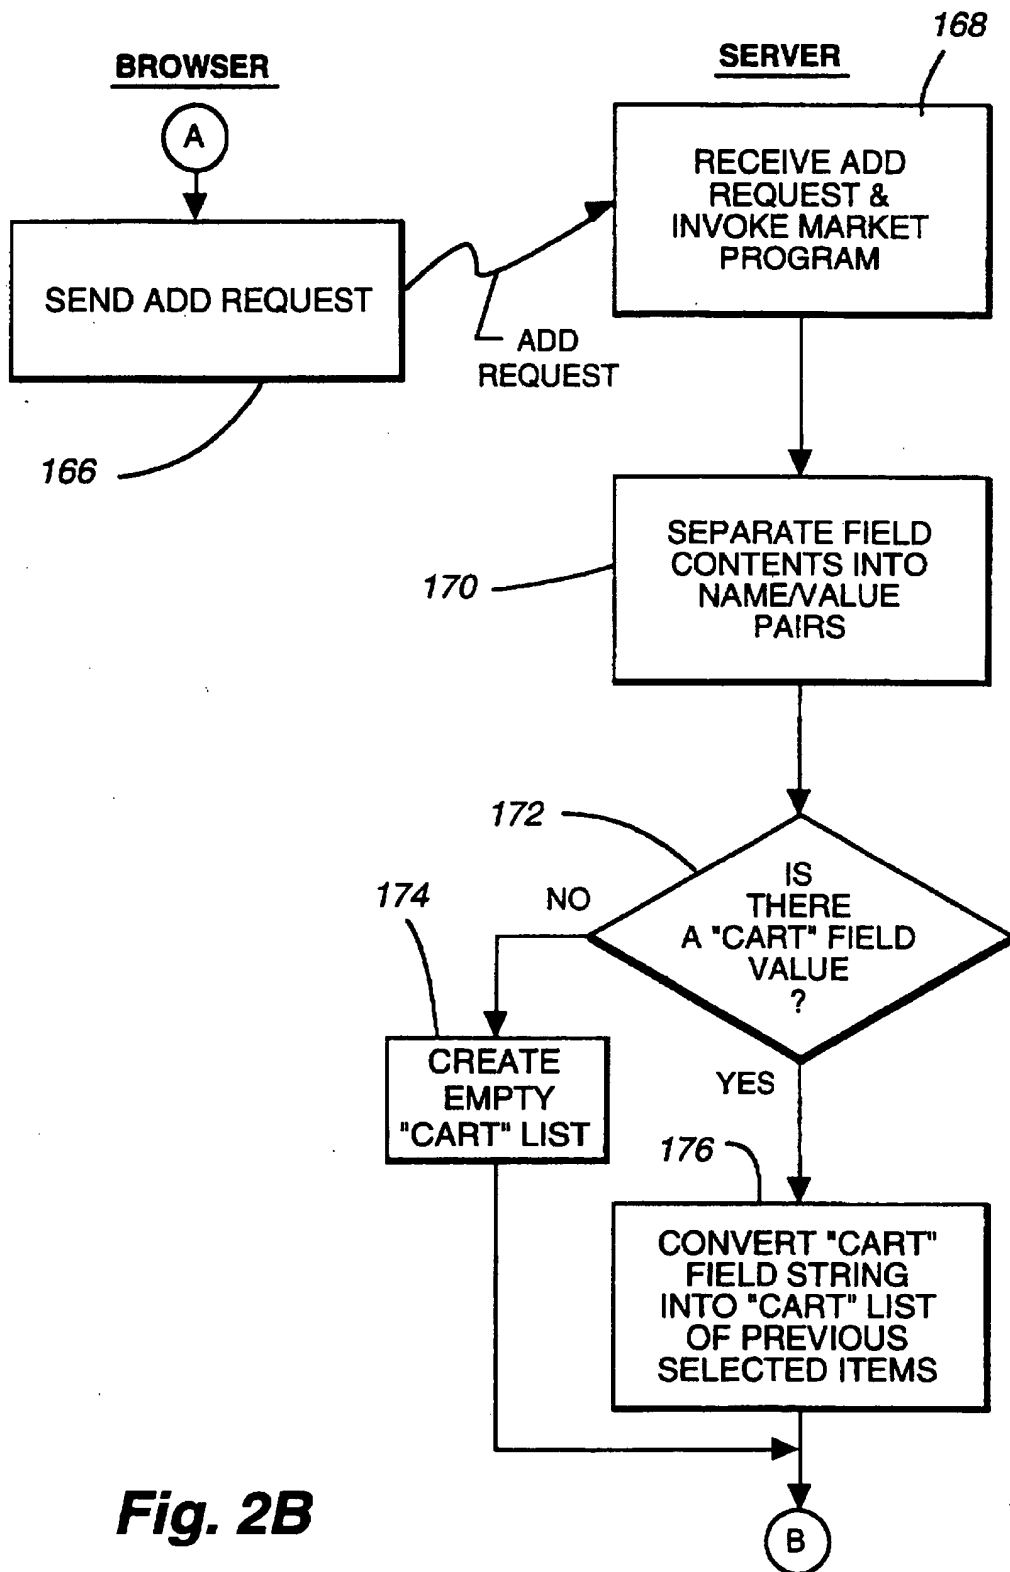 168
BROWSER
SERVER
A
RECEIVE ADD
REQUEST &
INVOKE MARKET
PROGRAM
SEND ADD REQUEST
ADD
REQUEST
166
SEPARATE FIELD
CONTENTS INTO
NAME/VALUE
PAIRS
170
172
IS
THERE
A "CART" FIELD
VALUE
?
NO
174
CREATE
EMPTY
"CART" LIST
YES
176
CONVERT "CART"
FIELD STRING
INTO "CART" LIST
OF PREVIOUS
SELECTED ITEMS
Fig. 2B
B